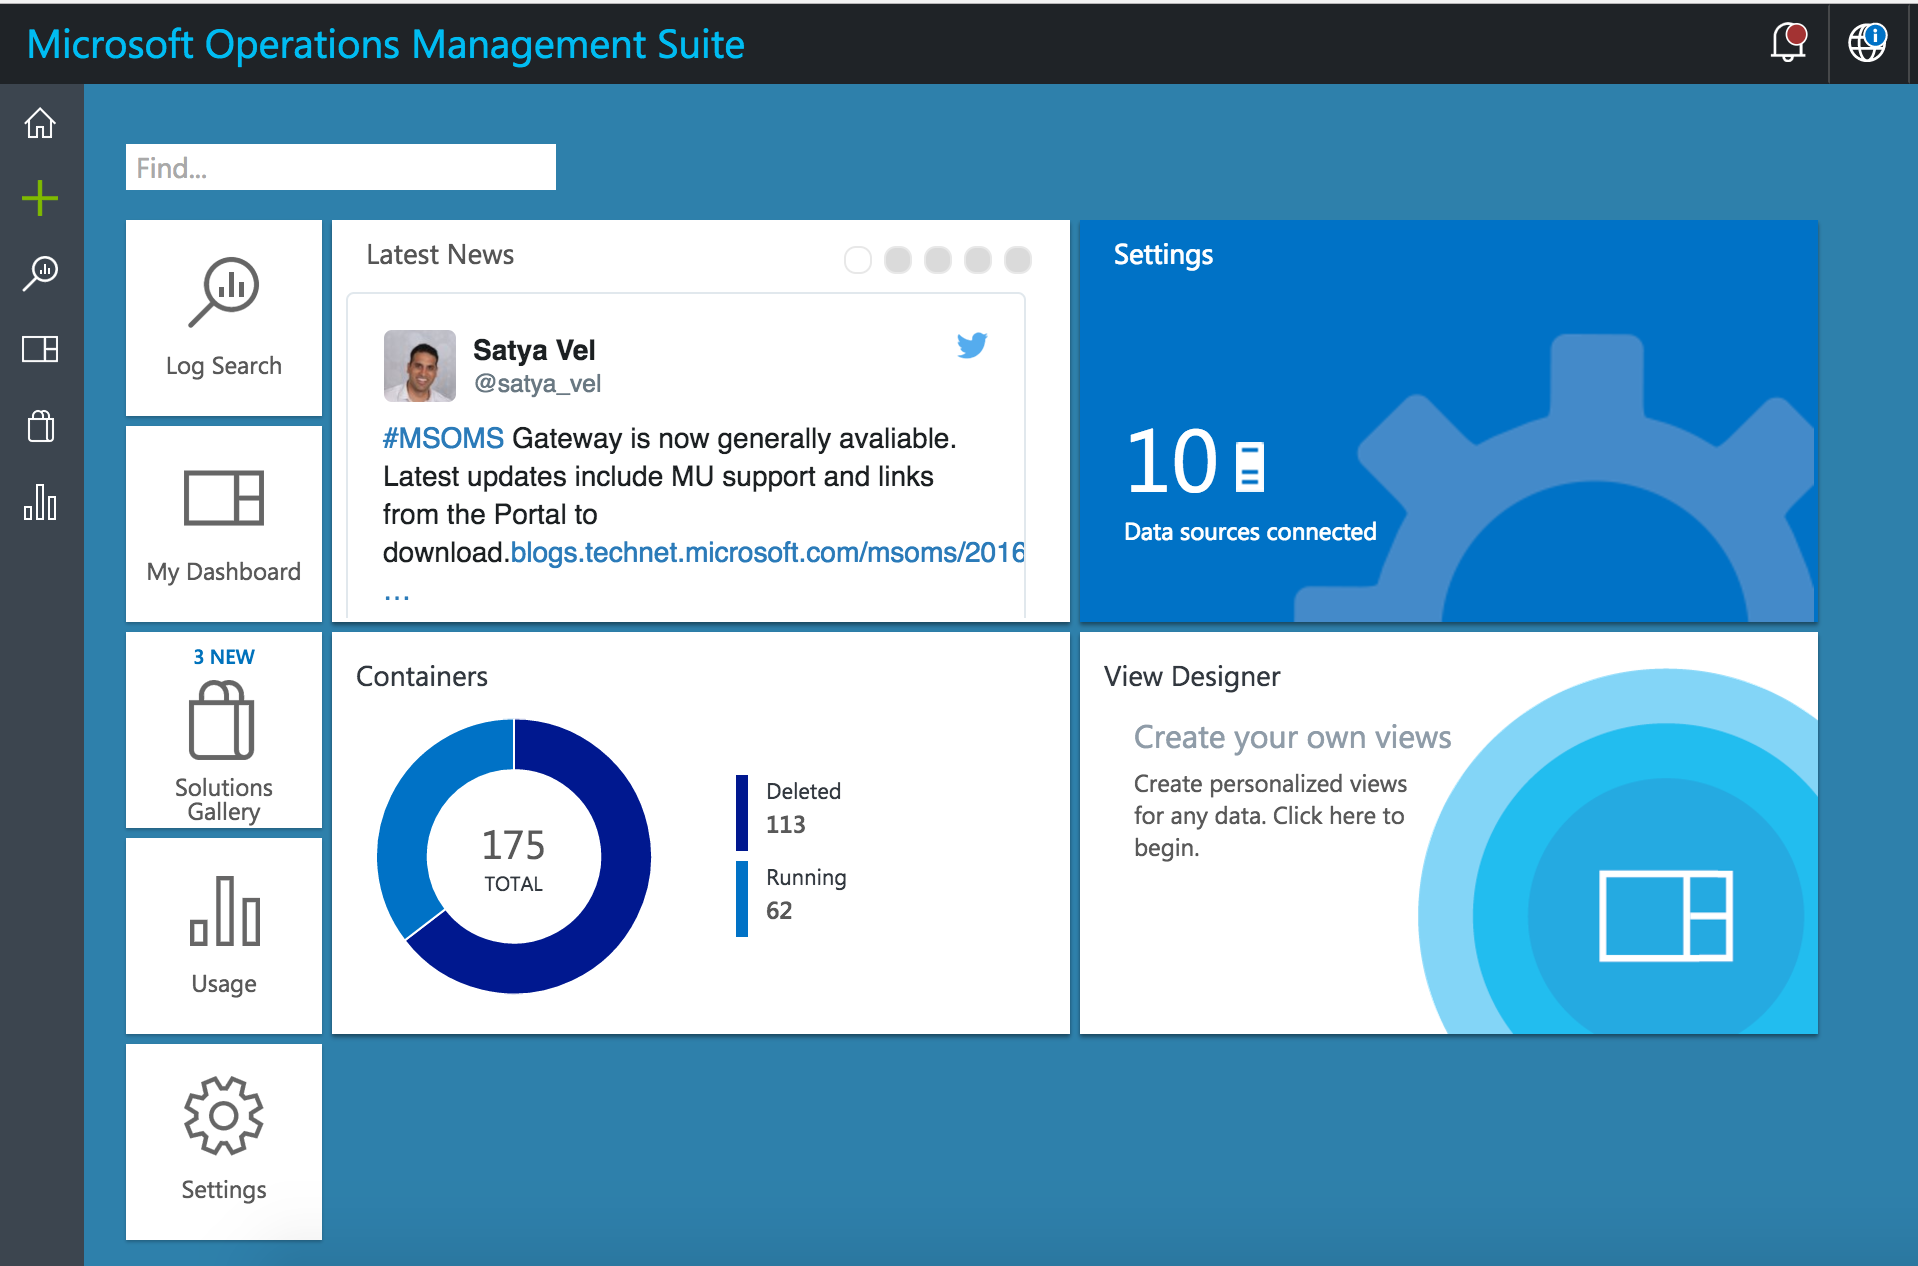 Microsoft Operations Management Suite
Find...
Log Search
My Dashboard
3 NEW
Solutions
Gallery
Usage
Settings
Latest News
Satya Vel
@satya_vel
#MSOMS Gateway is now generally avaliable.
Latest updates include MU support and links
from the Portal to
download.blogs.technet.microsoft.com/msoms/2016
...
Settings
10
Data sources connected
Containers
175
TOTAL
Deleted
113
Running
62
View Designer
Create your own views
Create personalized views
for any data. Click here to
begin.